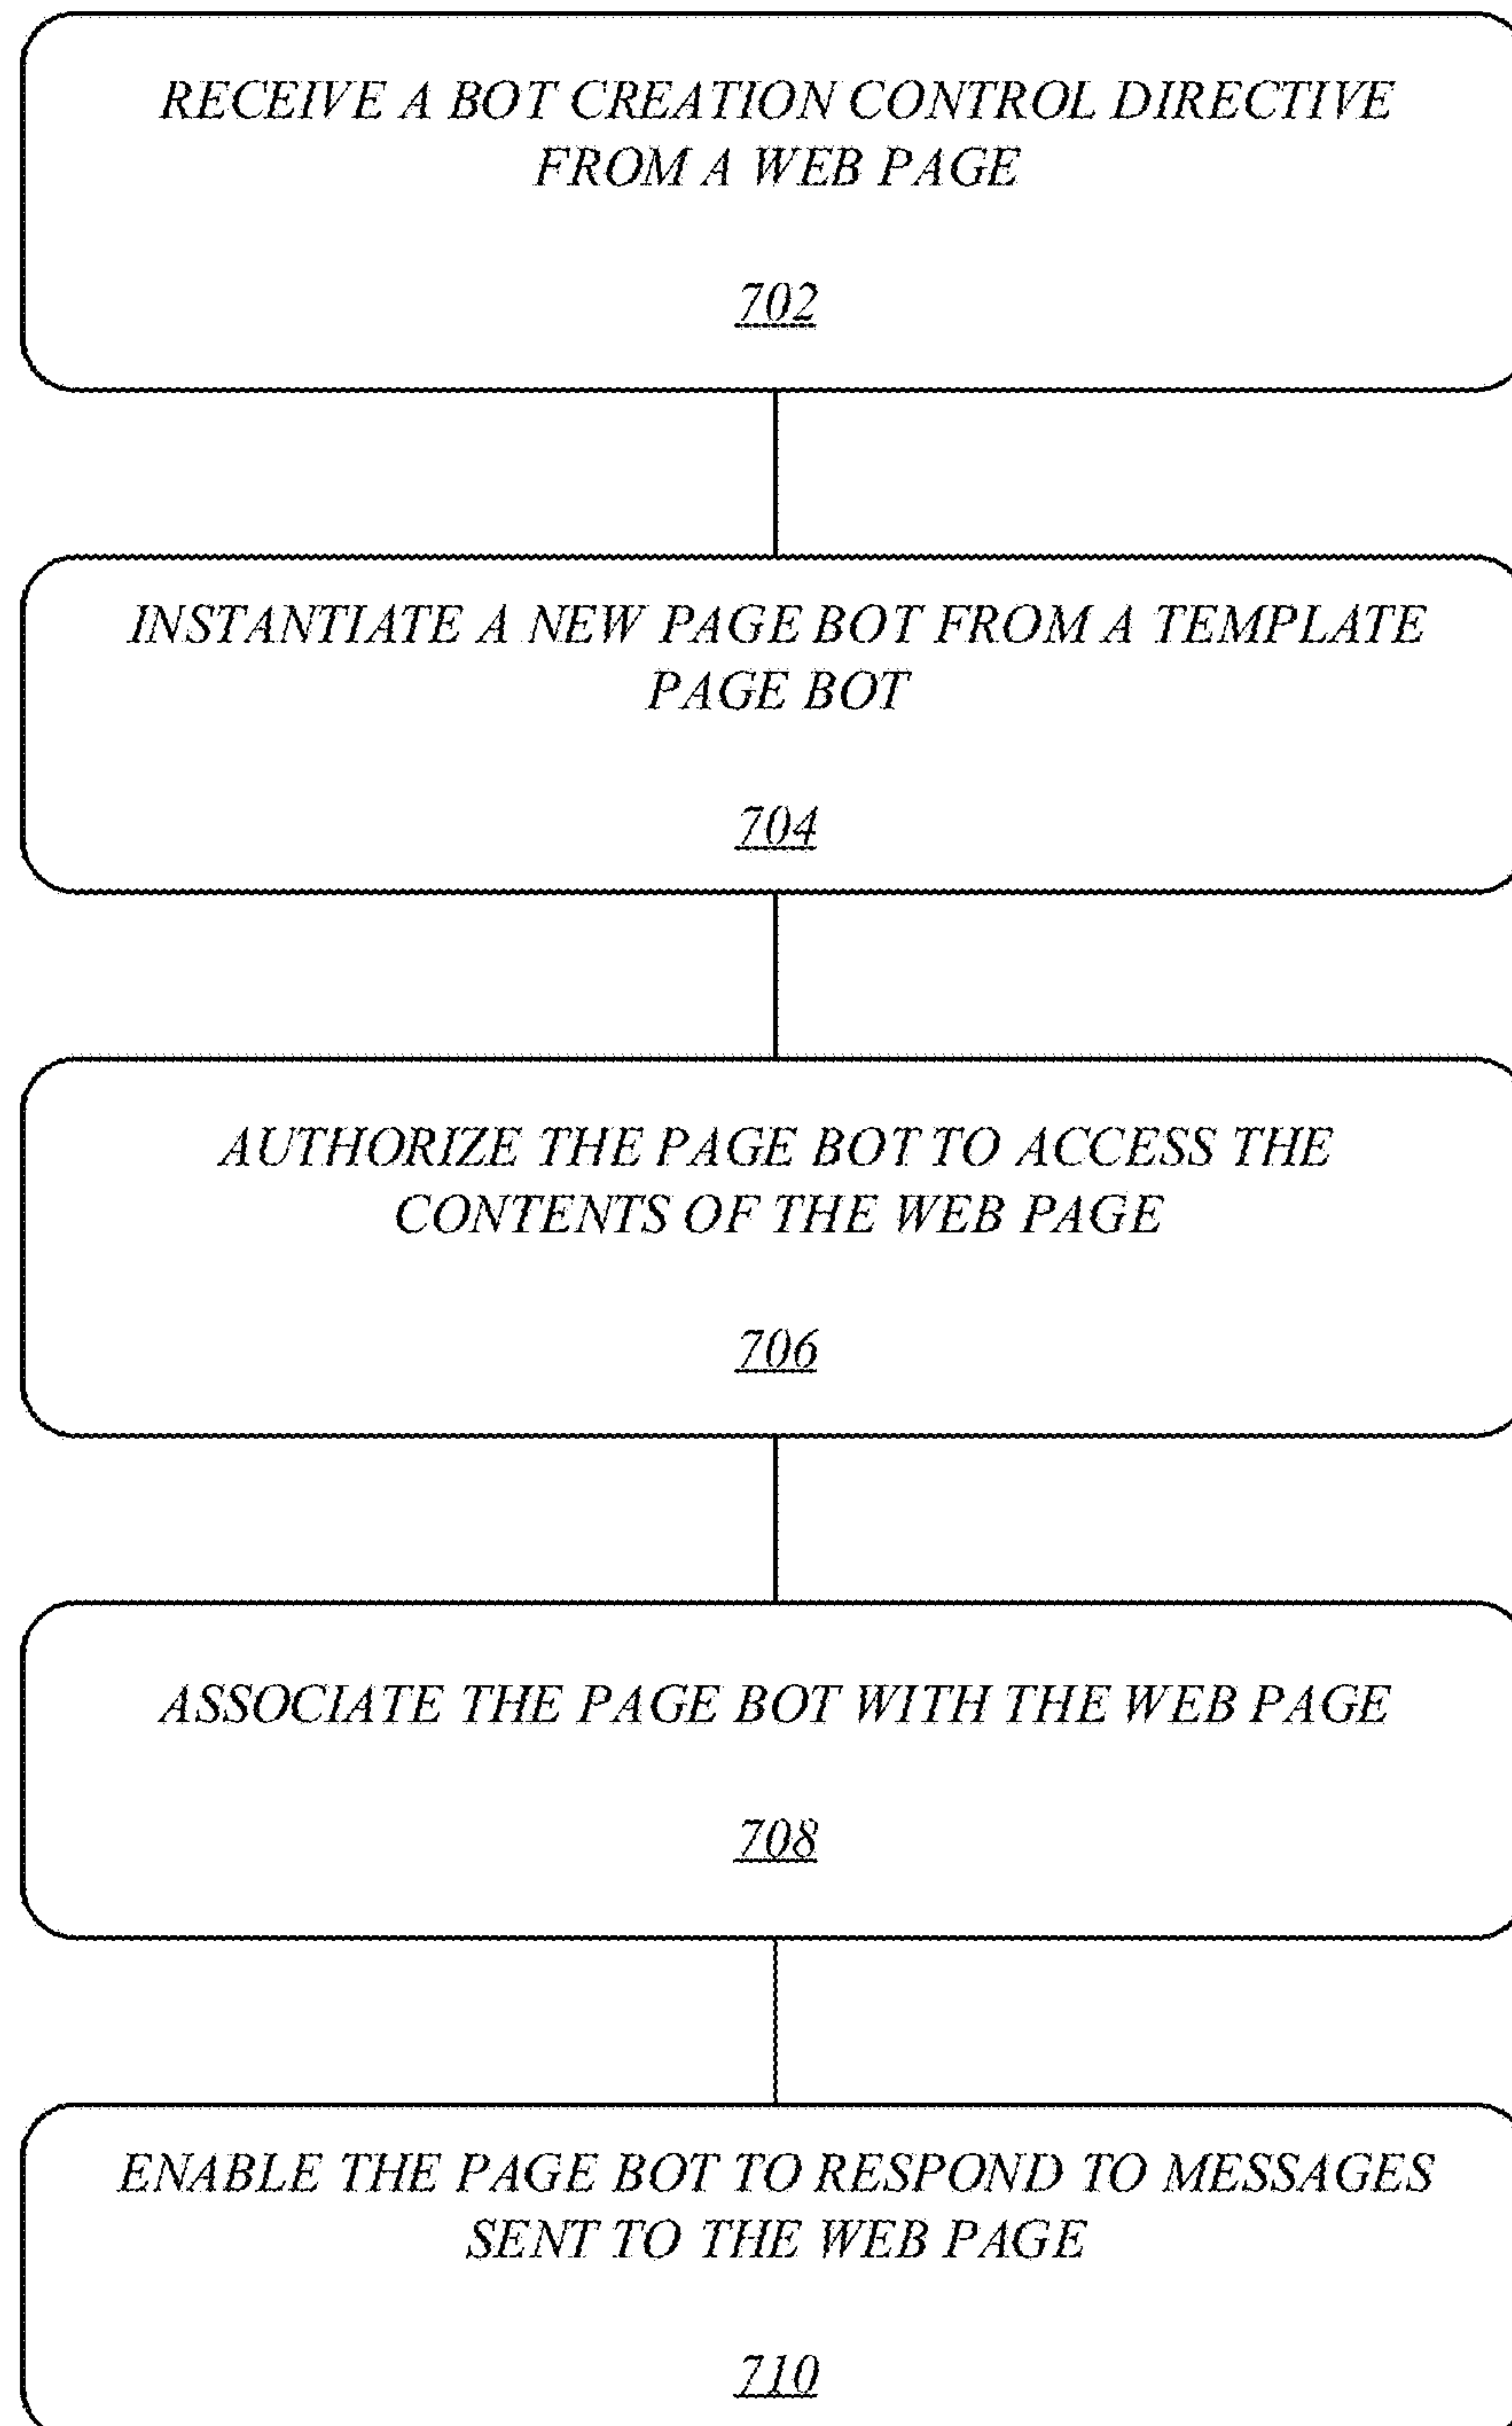 RECEIVE A BOT CREATION CONTROL DIRECTIVE
FROM A WEB PAGE
702
INSTANTIATE A NEW PAGE BOT FROM A TEMPLATE
PAGE BOT
704
AUTHORIZE THE PAGE BOT TO ACCESS THE
CONTENTS OF THE WEB PAGE
706
ASSOCIATE THE PAGE BOT WITH THE WEB PAGE
708
ENABLE THE PAGE BOT TO RESPOND TO MESSAGES
SENT TO THE WEB PAGE
710